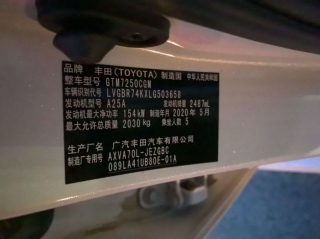 品牌 丰田(TOYOTA) 制造国 中华人民共和国
整车型号 GTM7250CGM
车辆识别代号 LVGBR74KXLG503658
发动机型号 A25A 发动机排量 2487mL
发动机最大净功率 154kW 制造年月 2020年5月
最大允许总质量 2030kg 乘坐人数 5
生产厂 广汽丰田汽车有限公司
制造厂专用号 AXVA70L-JEZGBC
089LA41UB00E-01A